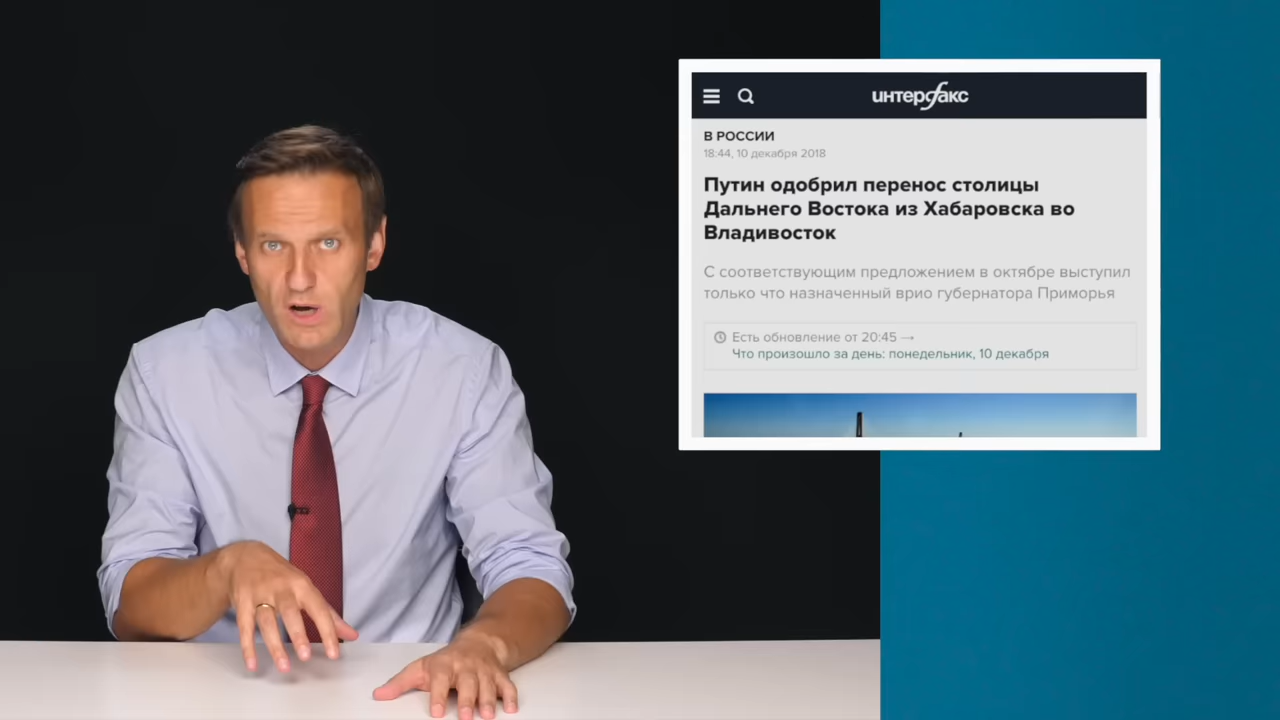 интерфакс
В РОССИИ
18:44, 10 декабря 2018
Путин одобрил перенос столицы
Дальнего Востока из Хабаровска во
Владивосток
С соответствующим предложением в октябре выступил
только что назначенный врио губернатора Приморья
Есть обновление от 20:45 →
Что произошло за день: понедельник, 10 декабря